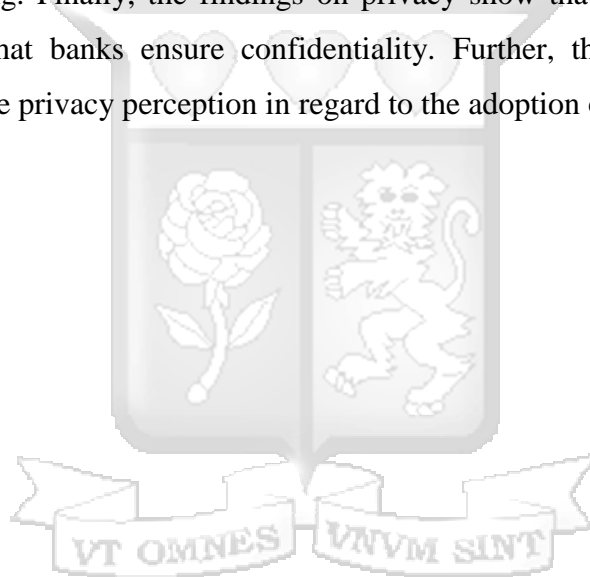 g. Finally, the findings on privacy show that
hat banks ensure confidentiality. Further, th
e privacy perception in regard to the adoption
VT OMNES VNVM SINT